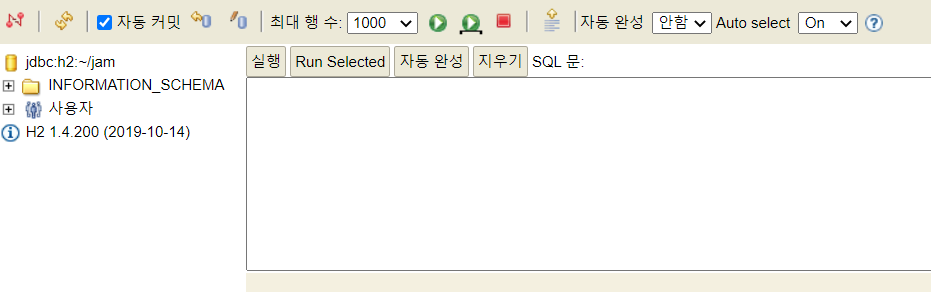 자동 커밋 최대 행 수: 1000 자동 완성 안함 Auto select On
jdbc:h2:~/jam
INFORMATION_SCHEMA
사용자
H2 1.4.200 (2019-10-14)
실행 Run Selected 자동 완성 지우기 SQL 문: